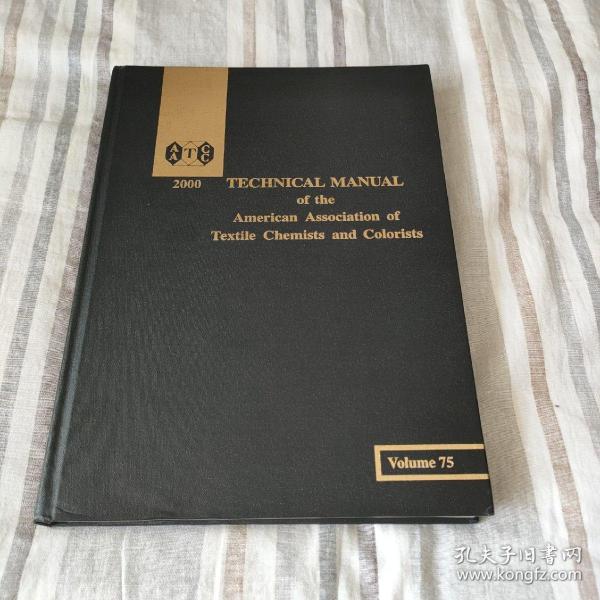 A A T C C
2000 TECHNICAL MANUAL
of the
American Association of
Textile Chemists and Colorists
Volume 75
孔夫子旧书网
www.kongfz.com